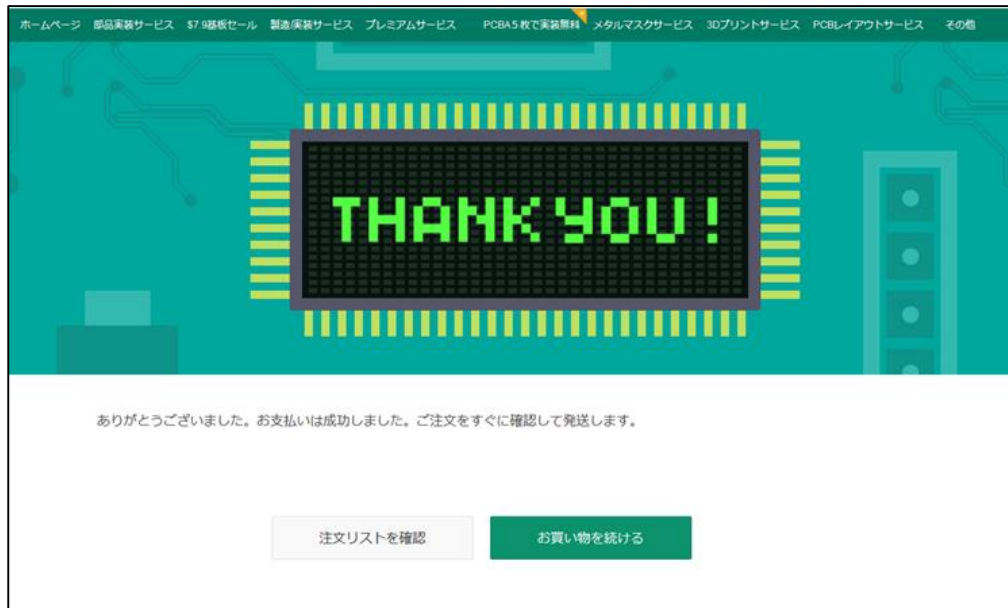 ホームページ 部品実装サービス $7.9基板セール 製造/実装サービス プレミアムサービス PCBA5枚で実装無料 メタルマスクサービス 3Dプリントサービス PCBレイアウトサービス その他
THANK YOU!
ありがとうございました。お支払いは成功しました。ご注文をすぐに確認して発送します。
注文リストを確認 お買い物を続ける